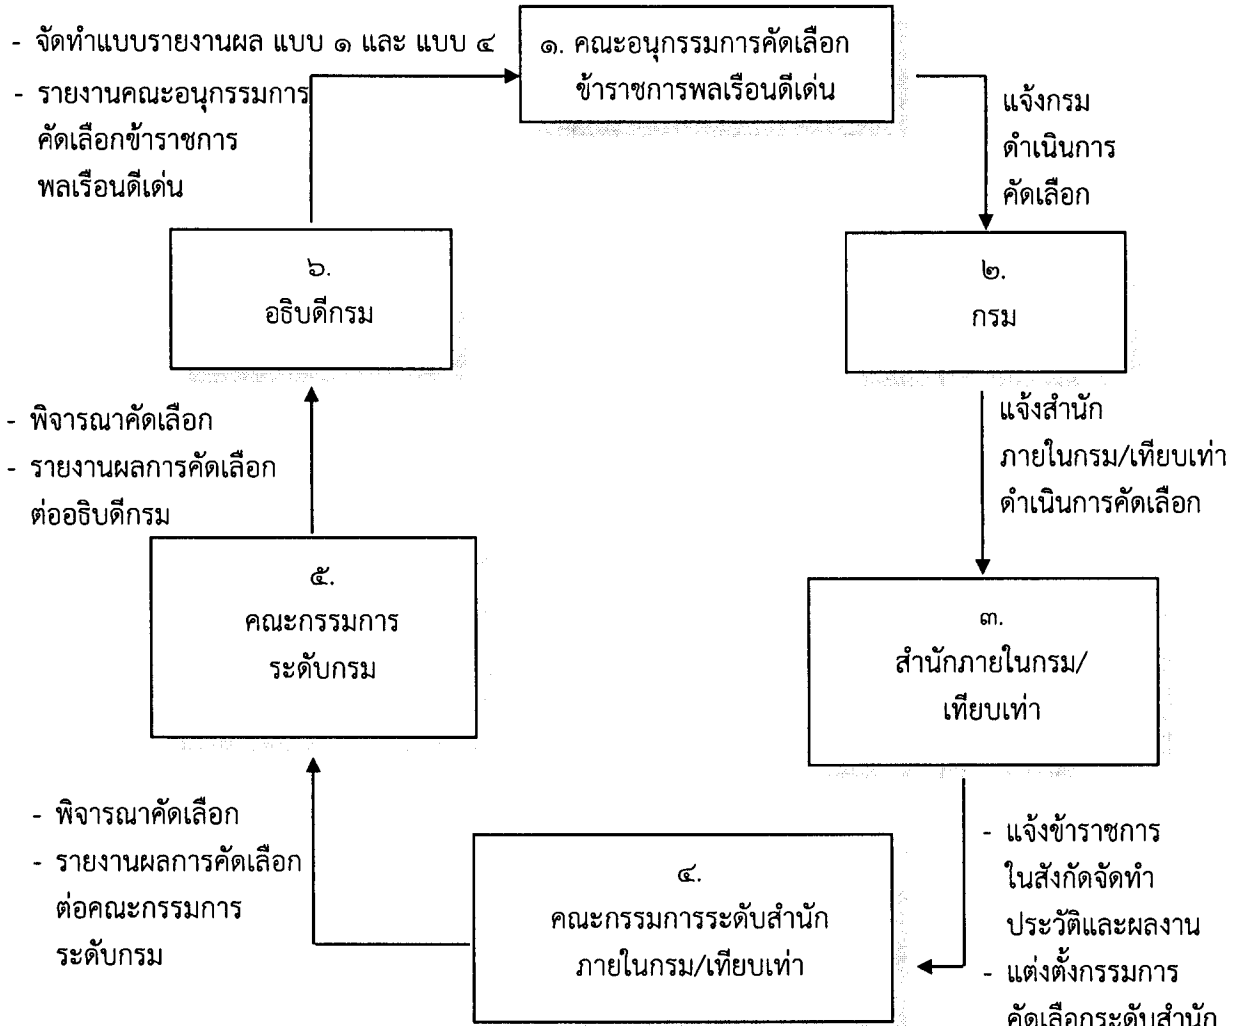 - จัดทำแบบรายงานผล แบบ ๑ และ แบบ ๔
- รายงานคณะอนุกรรมการ
คัดเลือกข้าราชการ
พลเรือนดีเด่น
๑. คณะอนุกรรมการคัดเลือก
ข้าราชการพลเรือนดีเด่น
แจ้งกรม
ดำเนินการ
คัดเลือก
๒.
กรม
แจ้งสำนัก
ภายในกรม/เทียบเท่า
ดำเนินการคัดเลือก
๓.
สำนักภายในกรม/
เทียบเท่า
- แจ้งข้าราชการ
ในสังกัดจัดทำ
ประวัติและผลงาน
- แต่งตั้งกรรมการ
คัดเลือกระดับสำนัก
๔.
คณะกรรมการระดับสำนัก
ภายในกรม/เทียบเท่า
- พิจารณาคัดเลือก
- รายงานผลการคัดเลือก
ต่อคณะกรรมการ
ระดับกรม
๕.
คณะกรรมการ
ระดับกรม
- พิจารณาคัดเลือก
- รายงานผลการคัดเลือก
ต่ออธิบดีกรม
๖.
อธิบดีกรม